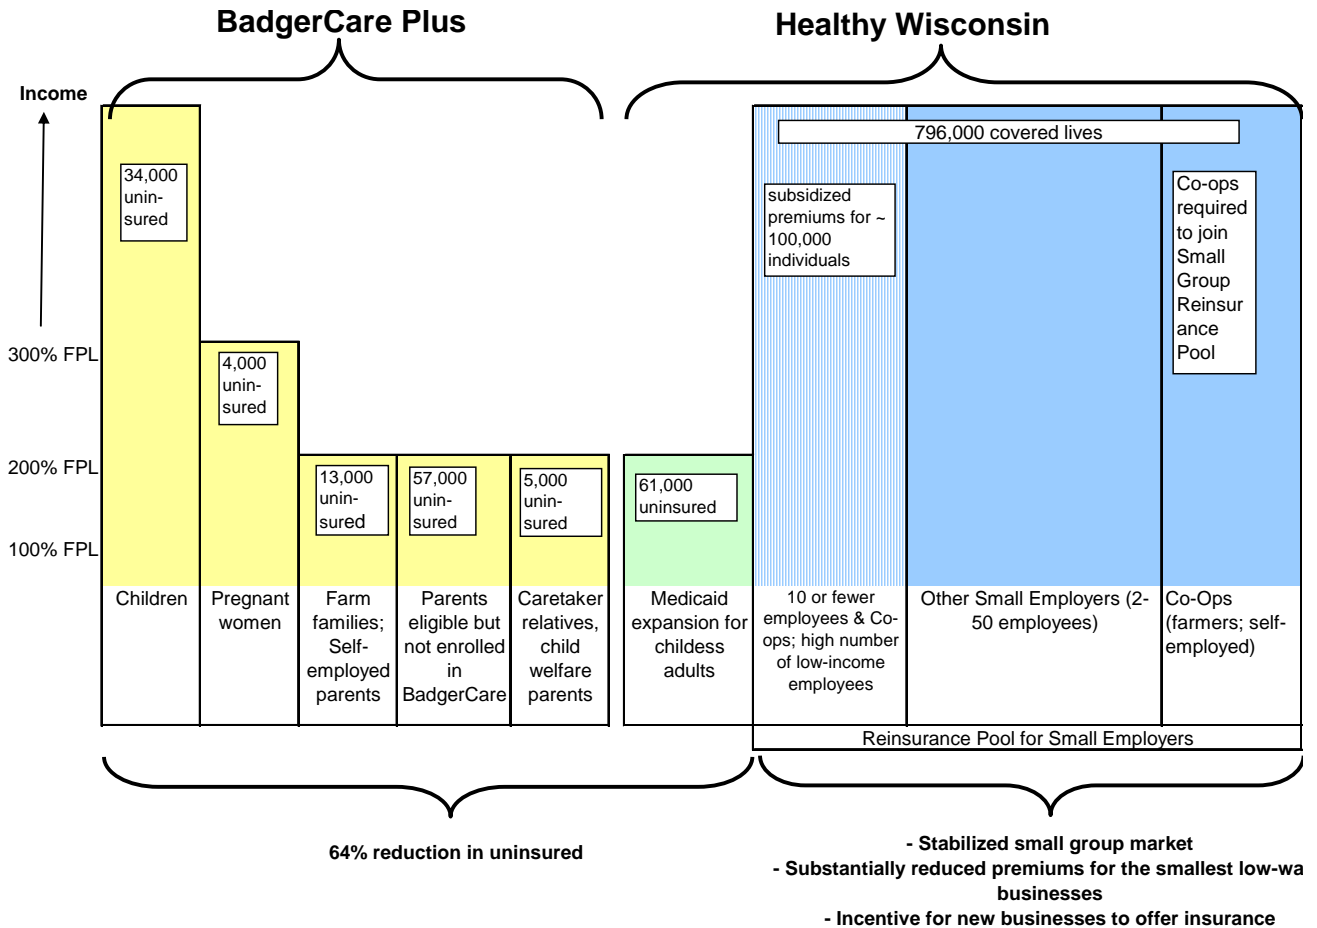 BadgerCare Plus
Healthy Wisconsin
Income
300% FPL
200% FPL
100% FPL
34,000
unin-
sured
4,000
unin-
sured
13,000
unin-
sured
57,000
unin-
sured
5,000
unin-
sured
61,000
uninsured
796,000 covered lives
subsidized
premiums for ~
100,000
individuals
Co-ops
required
to join
Small
Group
Reinsur
ance
Pool
Children
Pregnant
women
Farm
families;
Self-
employed
parents
Parents
eligible but
not enrolled
in
BadgerCare
Caretaker
relatives,
child
welfare
parents
Medicaid
expansion for
childess
adults
10 or fewer
employees & Co-
ops; high number
of low-income
employees
Other Small Employers (2-
50 employees)
Co-Ops
(farmers; self-
employed)
Reinsurance Pool for Small Employers
64% reduction in uninsured
- Stabilized small group market
- Substantially reduced premiums for the smallest low-wa
businesses
- Incentive for new businesses to offer insurance